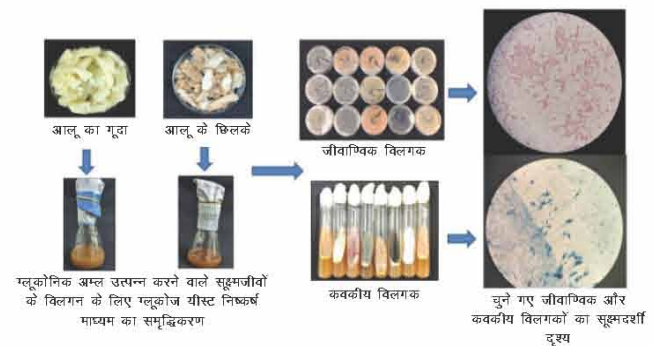 आलू का गूदा
आलू के छिलके
जीवाण्विक विलगक
ग्लूकोनिक अम्ल उत्पन्न करने वाले सूक्ष्मजीवों
के विलगन के लिए ग्लूकोज यीस्ट निष्कर्ष
माध्यम का समृद्धिकरण
कवकीय विलगक
चुने गए जीवाण्विक और
कवकीय विलगकों का सूक्ष्मदर्शी
दृश्य